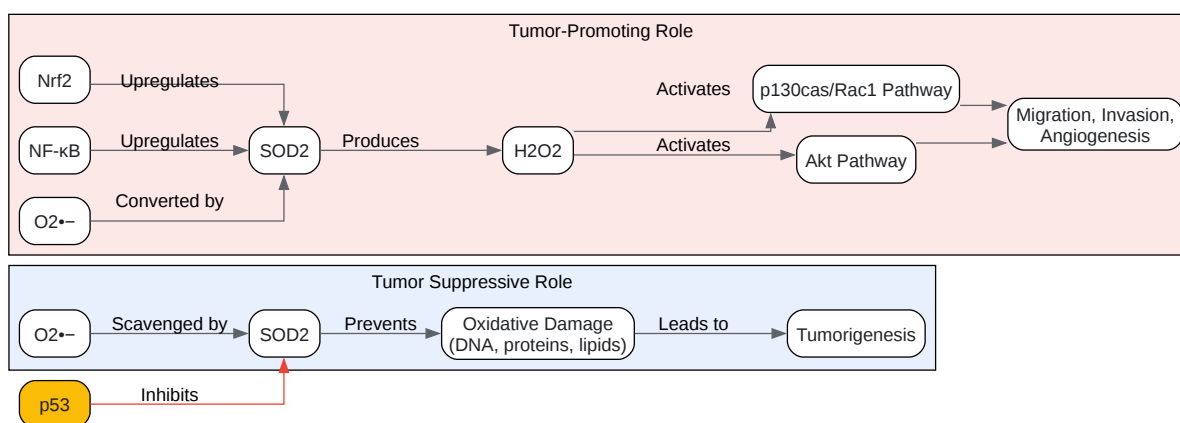 Tumor-Promoting Role
Nrf2
Upregulates
NF-κB
Upregulates
SOD2
Produces
H2O2
Activates
p130cas/Rac1 Pathway
Activates
Akt Pathway
Migration, Invasion,
Angiogenesis
O2•−
Converted by
Tumor Suppressive Role
O2•−
Scavenged by
SOD2
Prevents
Oxidative Damage
(DNA, proteins, lipids)
Leads to
Tumorigenesis
p53
Inhibits